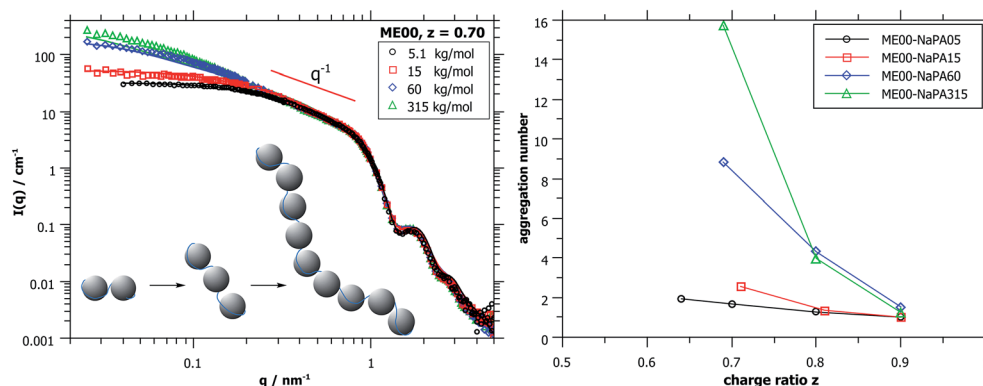 ME00, z = 0.70
5.1 kg/mol
15 kg/mol
60 kg/mol
315 kg/mol
q⁻¹
100
10
1
0.1
0.01
0.001
I(q) / cm⁻¹
0.1
1
q / nm⁻¹
ME00-NaPA05
ME00-NaPA15
ME00-NaPA60
ME00-NaPA315
16
14
12
10
8
6
4
2
0
aggregation number
0.5
0.6
0.7
0.8
0.9
charge ratio z